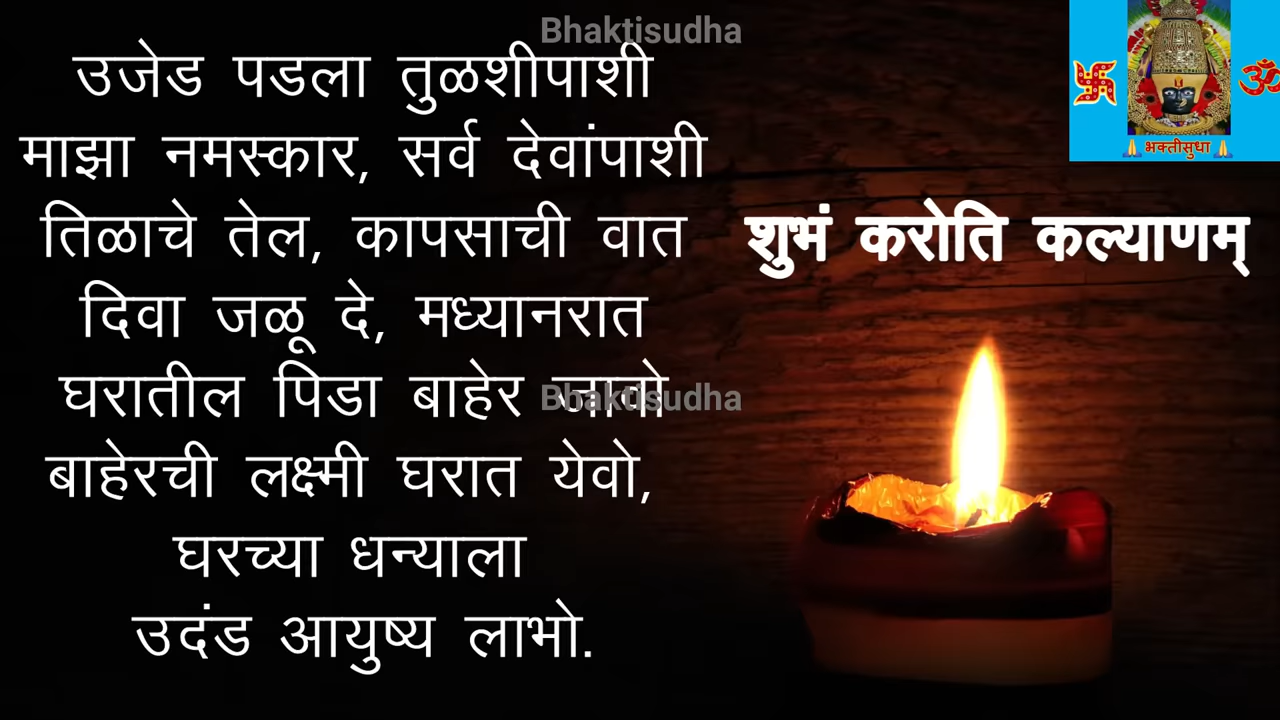 Bhaktisudha
उजेड पडला तुळशीपाशी
माझा नमस्कार, सर्व देवांपाशी
तिळाचे तेल, कापसाची वात
दिवा जळू दे, मध्यानरात
घरातील पिडा बाहेर जावो
Bhaktisudha
बाहेरची लक्ष्मी घरात येवो,
घरच्या धन्याला
उदंड आयुष्य लाभो.
शुभं करोति कल्याणम्
ॐ
भक्तीसुधा